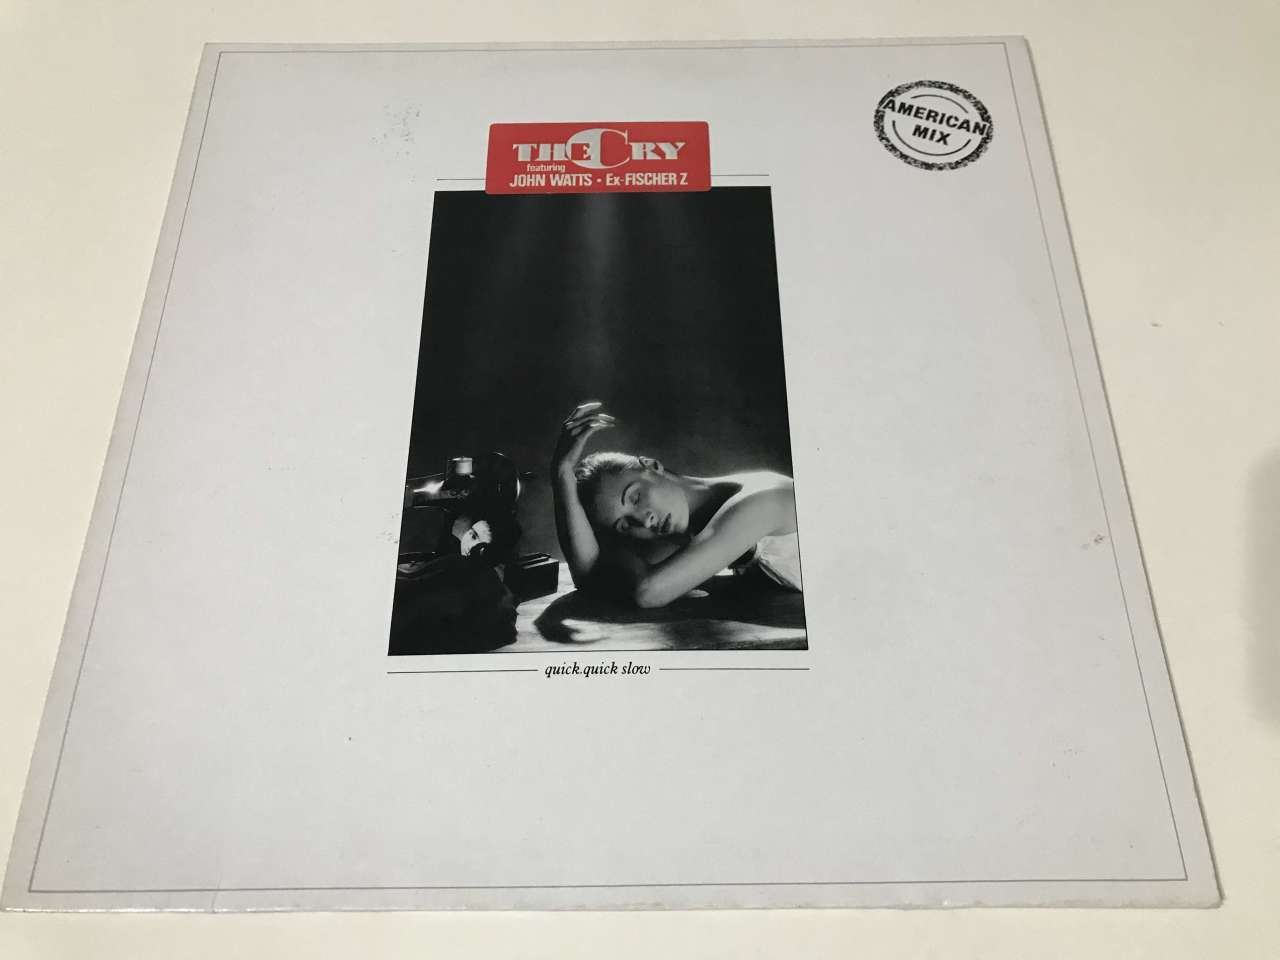 THE CRY
featuring
JOHN WATTS • Ex-FISCHER Z
AMERICAN
MIX
quick.quick slow